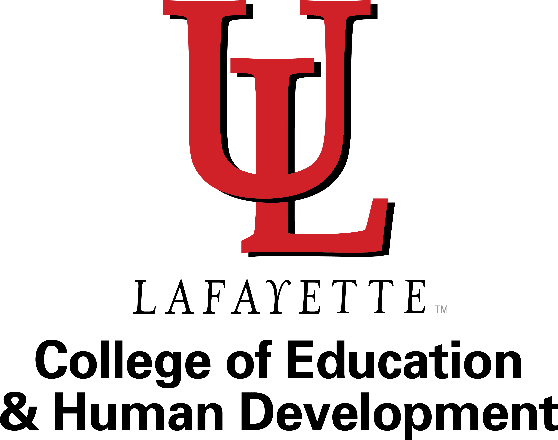 UL
LAFAYETTE™
College of Education
& Human Development